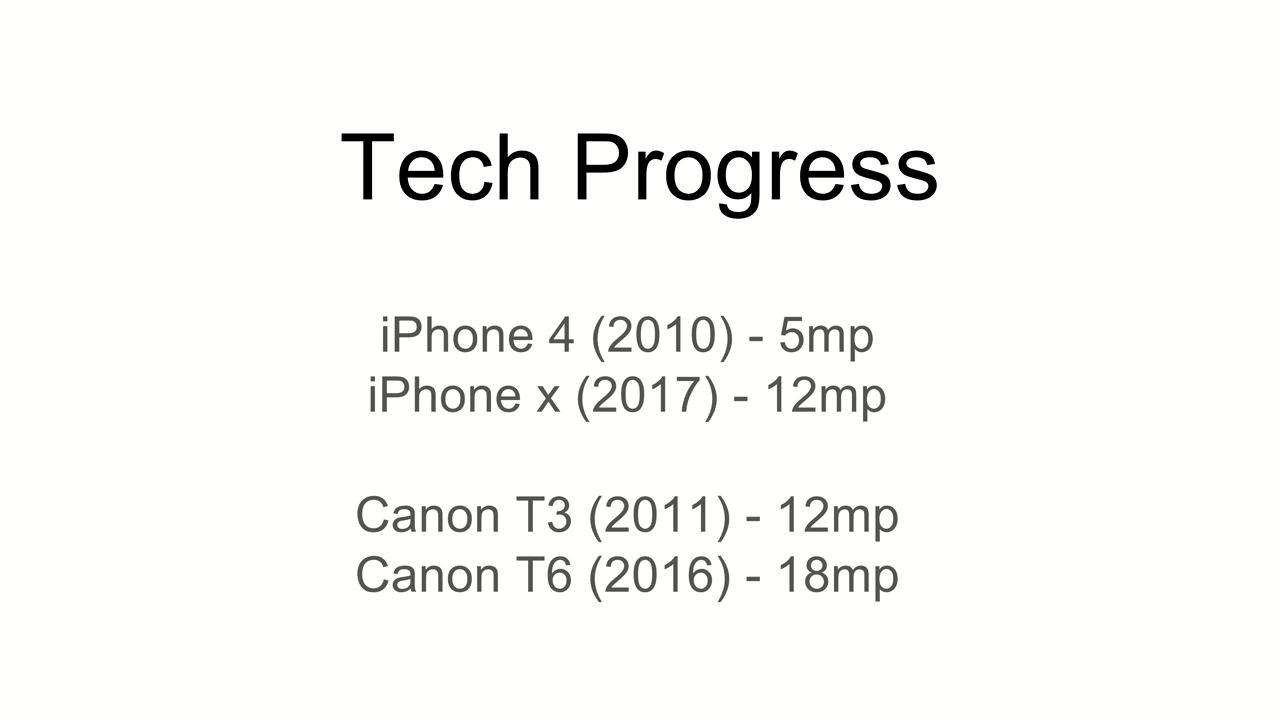 Tech Progress
iPhone 4 (2010) - 5mp
iPhone x (2017) - 12mp
Canon T3 (2011) - 12mp
Canon T6 (2016) - 18mp